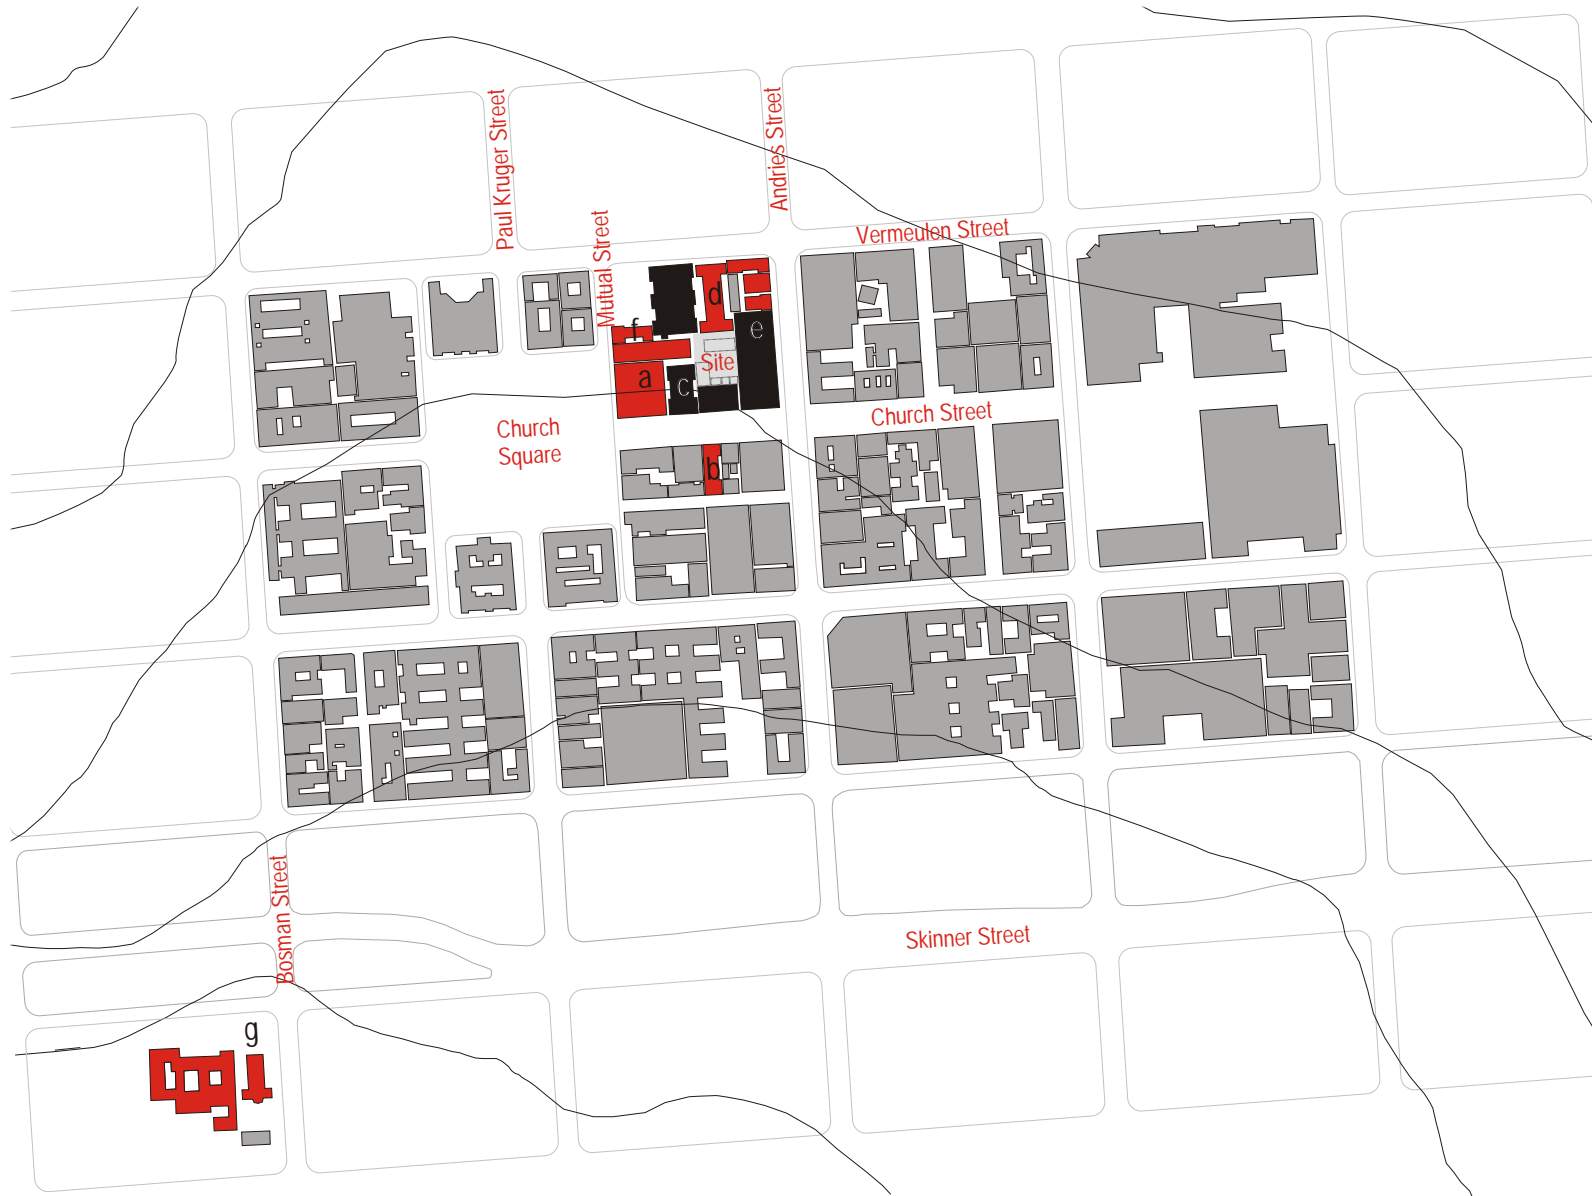 Paul Kruger Street
Andries Street
Mutual Street
Vermeulen Street
d
f
e
Site
a
c
Church Street
Church
Square
b
Bosman Street
Skinner Street
g